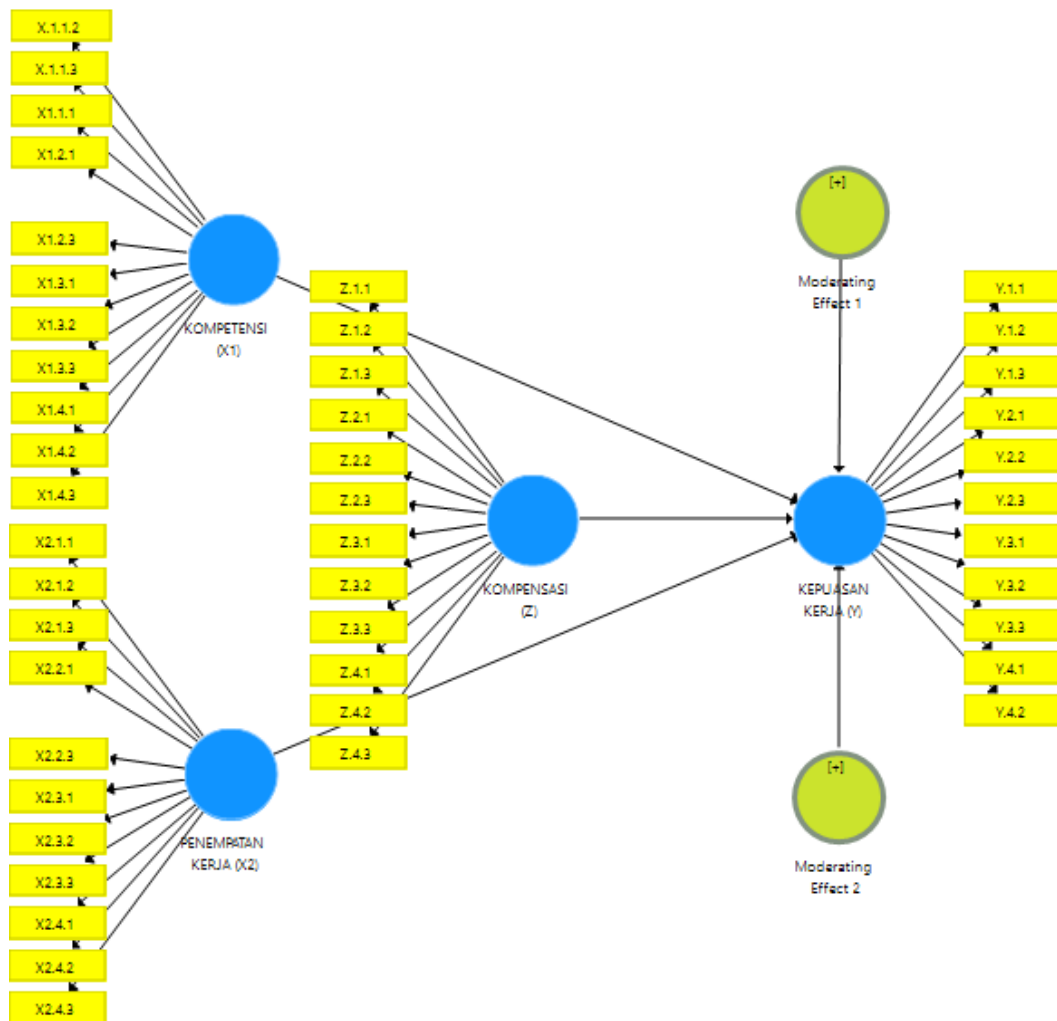 X.1.1.2
X.1.1.3
X1.1.1
X1.2.1
X1.2.3
X1.3.1
X1.3.2
X1.3.3
X1.4.1
X1.4.2
X1.4.3
KOMPETENSI
(X1)
X2.1.1
X2.1.2
X2.1.3
X2.2.1
X2.2.3
X2.3.1
X2.3.2
X2.3.3
X2.4.1
X2.4.2
X2.4.3
PENEMPATAN
KERJA (X2)
Z.1.1
Z.1.2
Z.1.3
Z.2.1
Z.2.2
Z.2.3
Z.3.1
Z.3.2
Z.3.3
Z.4.1
Z.4.2
Z.4.3
KOMPENSASI
(Z)
[+]
Moderating
Effect 1
KEPUASAN
KERJA (Y)
[+]
Moderating
Effect 2
Y.1.1
Y.1.2
Y.1.3
Y.2.1
Y.2.2
Y.2.3
Y.3.1
Y.3.2
Y.3.3
Y.4.1
Y.4.2